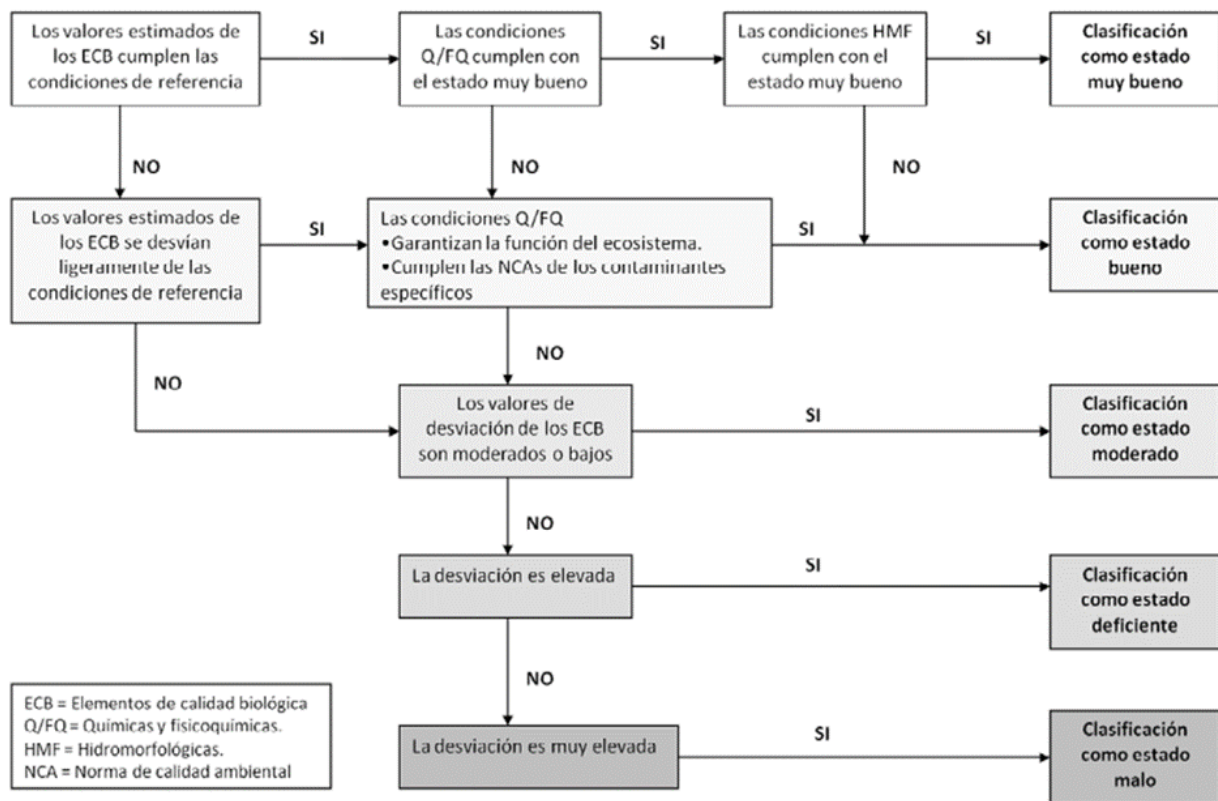 Los valores estimados de
los ECB cumplen las
condiciones de referencia
SI
Las condiciones
Q/FQ cumplen con
el estado muy bueno
SI
Las condiciones HMF
cumplen con el
estado muy bueno
SI
Clasificación
como estado
muy bueno
NO
NO
NO
Los valores estimados de
los ECB se desvían
ligeramente de las
condiciones de referencia
SI
Las condiciones Q/FQ
•Garantizan la función del ecosistema.
•Cumplen las NCAs de los contaminantes
específicos
SI
Clasificación
como estado
bueno
NO
NO
Los valores de
desviación de los ECB
son moderados o bajos
SI
Clasificación
como estado
moderado
NO
La desviación es elevada
SI
Clasificación
como estado
deficiente
NO
La desviación es muy elevada
SI
Clasificación
como estado
malo
ECB = Elementos de calidad biológica
Q/FQ = Químicas y fisicoquímicas.
HMF = Hidromorfológicas.
NCA = Norma de calidad ambiental